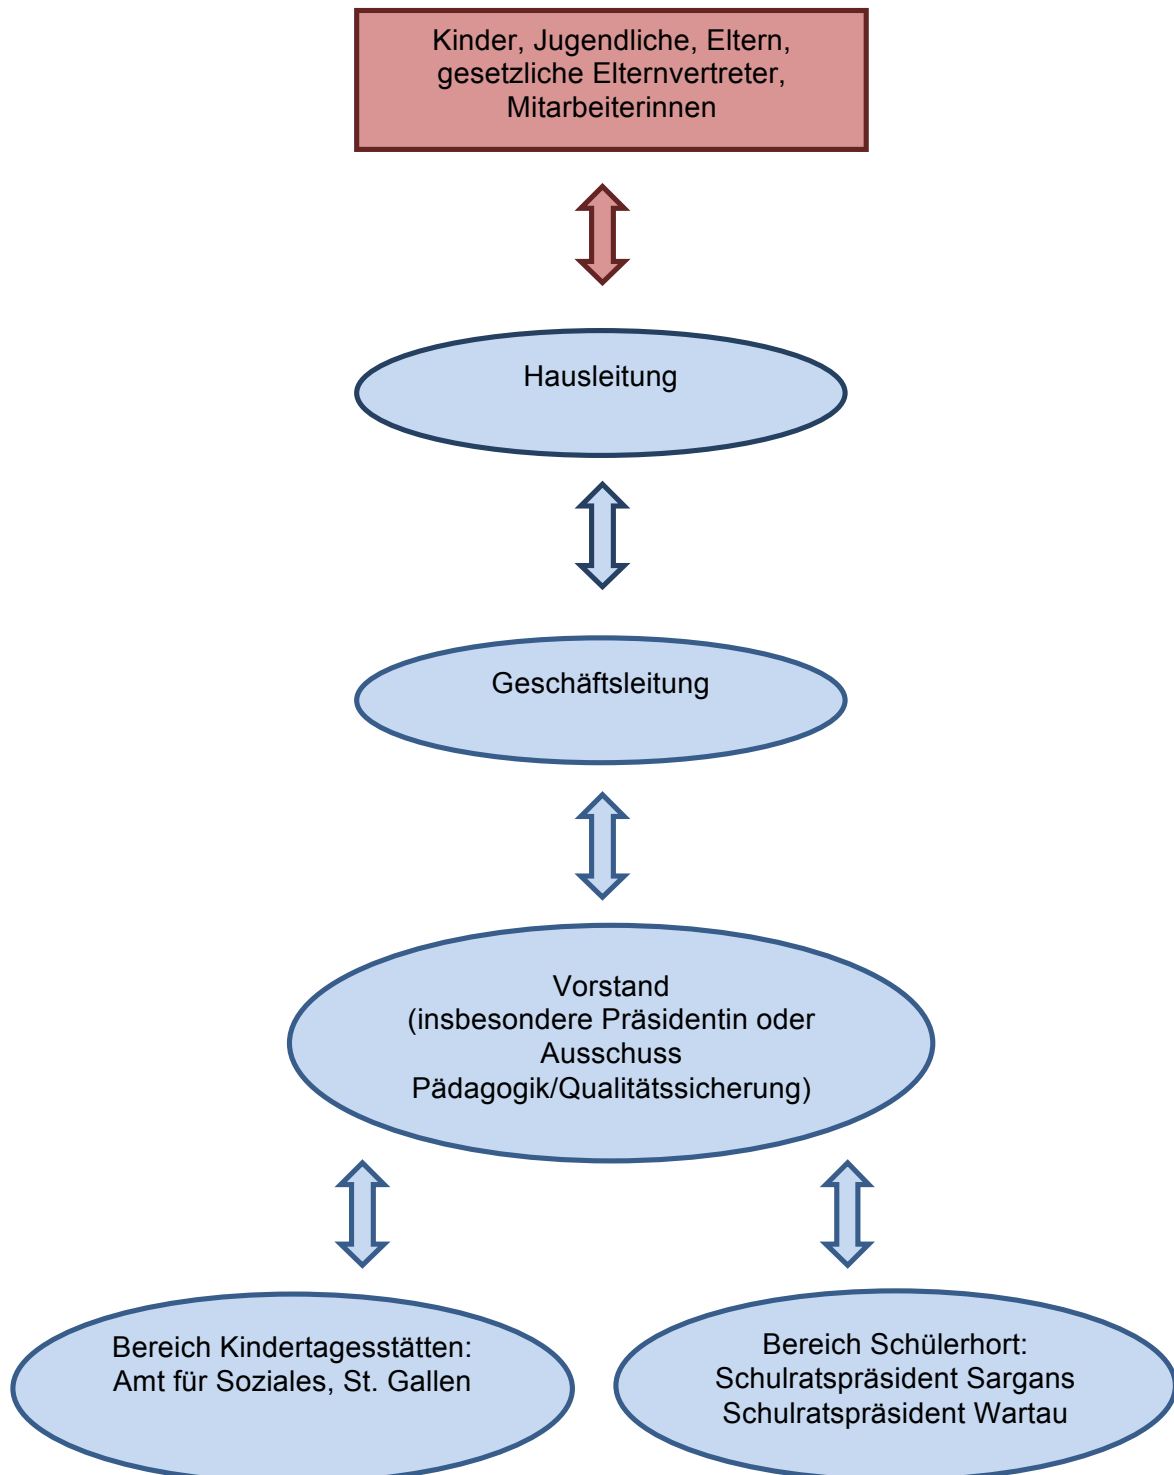 Kinder, Jugendliche, Eltern,
gesetzliche Elternvertreter,
Mitarbeiterinnen
Hausleitung
Geschäftsleitung
Vorstand
(insbesondere Präsidentin oder
Ausschuss
Pädagogik/Qualitätssicherung)
Bereich Kindertagesstätten:
Amt für Soziales, St. Gallen
Bereich Schülerhort:
Schulratspräsident Sargans
Schulratspräsident Wartau